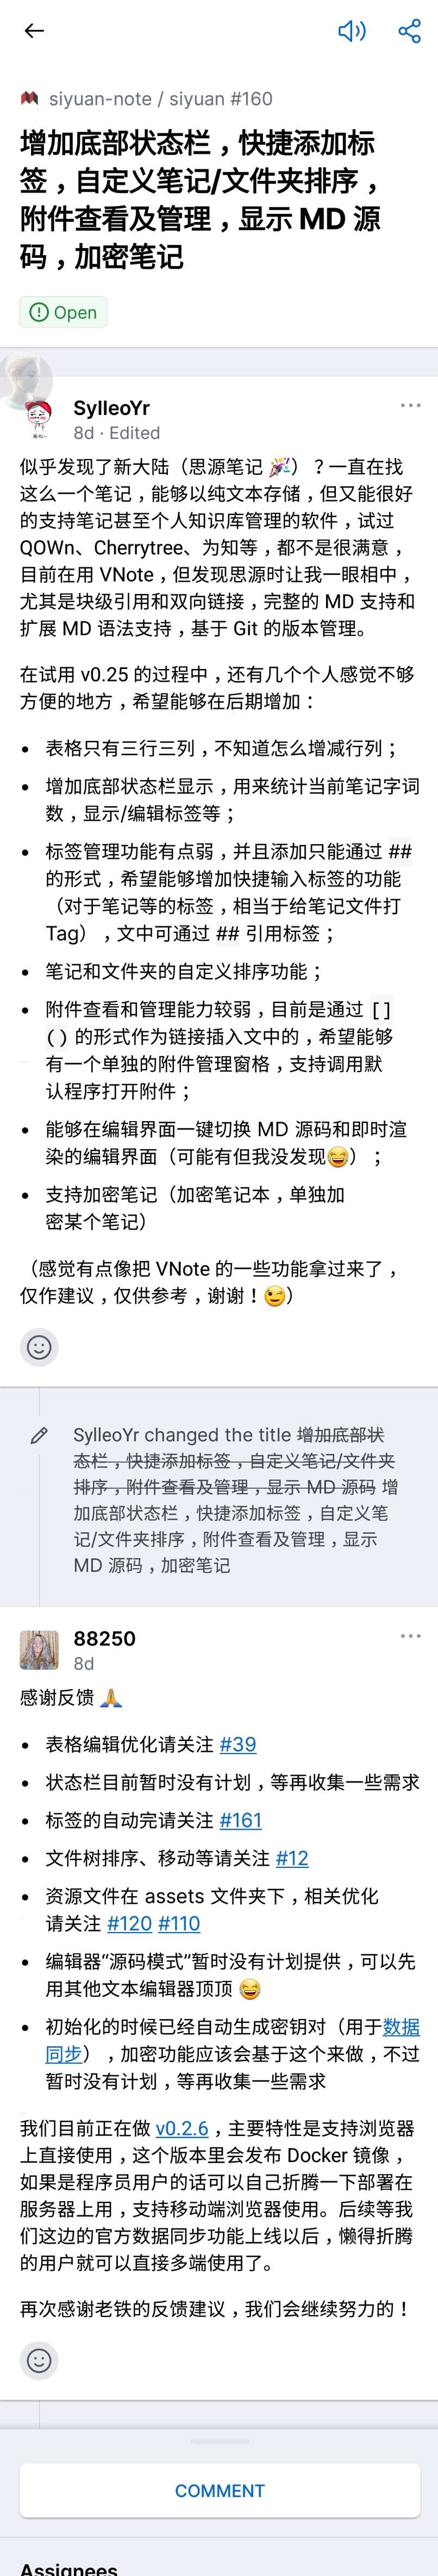 siyuan-note / siyuan #160
增加底部状态栏，快捷添加标
签，自定义笔记/文件夹排序，
附件查看及管理，显示 MD 源
码，加密笔记
Open
SylleoYr
8d · Edited
似乎发现了新大陆（思源笔记 🎉）？一直在找
这么一个笔记，能够以纯文本存储，但又能很好
的支持笔记甚至个人知识库管理的软件，试过
QOWn、Cherrytree、为知等，都不是很满意，
目前在用 VNote，但发现思源时让我一眼相中，
尤其是块级引用和双向链接，完整的 MD 支持和
扩展 MD 语法支持，基于 Git 的版本管理。
在试用 v0.25 的过程中，还有几个个人感觉不够
方便的地方，希望能够在后期增加：
• 表格只有三行三列，不知道怎么增减行列；
• 增加底部状态栏显示，用来统计当前笔记字词
数，显示/编辑标签等；
• 标签管理功能有点弱，并且添加只能通过 ##
的形式，希望能够增加快捷输入标签的功能
（对于笔记等的标签，相当于给笔记文件打
Tag），文中可通过 ## 引用标签；
• 笔记和文件夹的自定义排序功能；
• 附件查看和管理能力较弱，目前是通过 []
() 的形式作为链接插入文中的，希望能够
有一个单独的附件管理窗格，支持调用默
认程序打开附件；
• 能够在编辑界面一键切换 MD 源码和即时渲
染的编辑界面（可能有但我没发现😂）；
• 支持加密笔记（加密笔记本，单独加
密某个笔记）
（感觉有点像把 VNote 的一些功能拿过来了，
仅作建议，仅供参考，谢谢！😉）
SylleoYr changed the title 增加底部状
态栏，快捷添加标签，自定义笔记/文件夹
排序，附件查看及管理，显示 MD 源码 增
加底部状态栏，快捷添加标签，自定义笔
记/文件夹排序，附件查看及管理，显示
MD 源码，加密笔记
88250
8d
感谢反馈 🙏
• 表格编辑优化请关注 #39
• 状态栏目前暂时没有计划，等再收集一些需求
• 标签的自动完请关注 #161
• 文件树排序、移动等请关注 #12
• 资源文件在 assets 文件夹下，相关优化
请关注 #120 #110
• 编辑器“源码模式”暂时没有计划提供，可以先
用其他文本编辑器顶顶 😂
• 初始化的时候已经自动生成密钥对（用于数据
同步），加密功能应该会基于这个来做，不过
暂时没有计划，等再收集一些需求
我们目前正在做 v0.2.6，主要特性是支持浏览器
上直接使用，这个版本里会发布 Docker 镜像，
如果是程序员用户的话可以自己折腾一下部署在
服务器上用，支持移动端浏览器使用。后续等我
们这边的官方数据同步功能上线以后，懒得折腾
的用户就可以直接多端使用了。
再次感谢老铁的反馈建议，我们会继续努力的！
COMMENT
Assignees